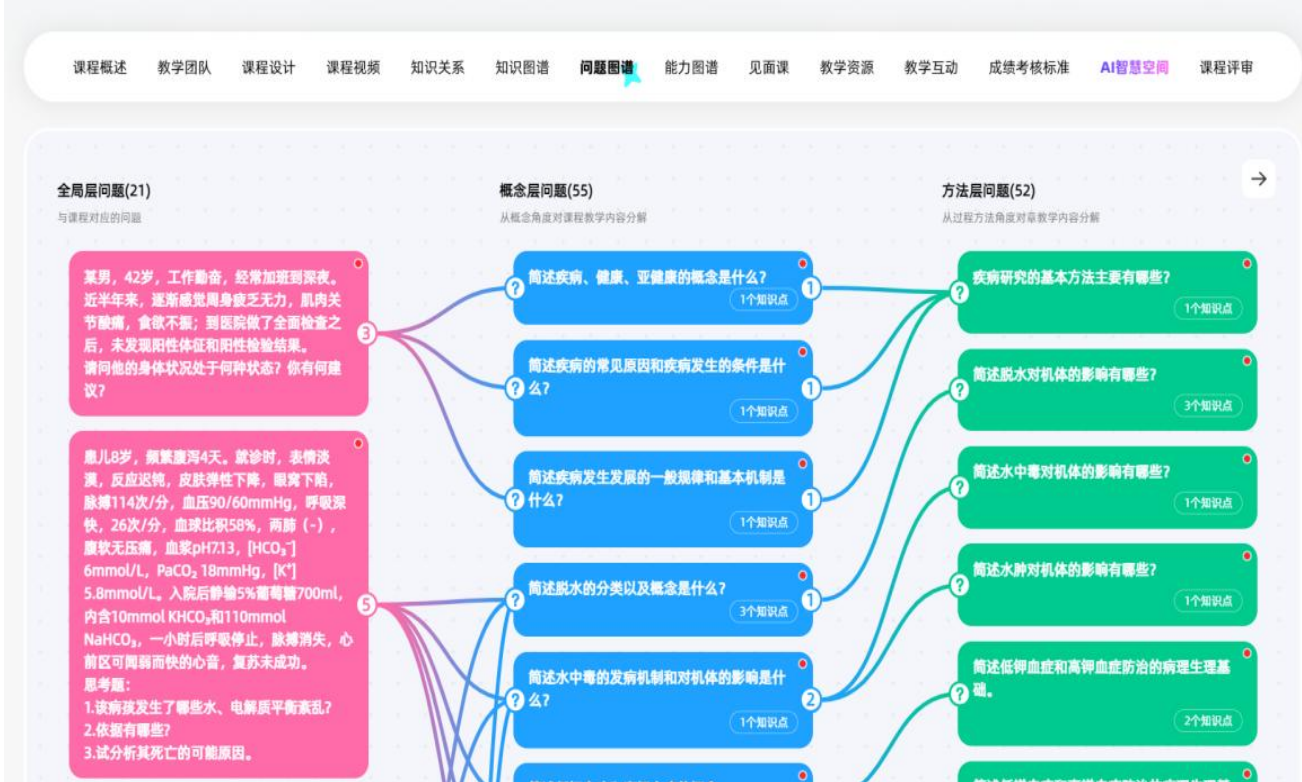 课程概述 教学团队 课程设计 课程视频 知识关系 知识图谱 问题图谱 能力图谱 见面课 教学资源 教学互动 成绩考核标准 AI智慧空间 课程评审
全局层问题(21)
与课程对应的问题
某男，42岁，工作勤奋，经常加班到深夜。
近半年来，逐渐感觉周身疲乏无力，肌肉关
节酸痛，食欲不振；到医院做了全面检查之
后，未发现阳性体征和阳性检验结果。
请问他的身体状况处于何种状态？你有何建
议？
3
患儿8岁，频繁腹泻4天。就诊时，表情淡
漠，反应迟钝，皮肤弹性下降，眼窝下陷，
脉搏114次/分，血压90/60mmHg，呼吸深
快，26次/分，血球比积58%，两肺（-），
腹软无压痛，血浆pH7.13，[HCO₃⁻]
6mmol/L，PaCO₂ 18mmHg，[K⁺]
5.8mmol/L。入院后静输5%葡萄糖700ml，
内含10mmol KHCO₃和110mmol
NaHCO₃，一小时后呼吸停止，脉搏消失，心
前区可闻弱而快的心音，复苏未成功。
思考题：
1.该病孩发生了哪些水、电解质平衡紊乱？
2.依据有哪些？
3.试分析其死亡的可能原因。
5
概念层问题(55)
从概念角度对课程教学内容分解
? 简述疾病、健康、亚健康的概念是什么？ 1
1个知识点
简述疾病的常见原因和疾病发生的条件是什
? 么？ 1
1个知识点
简述疾病发生发展的一般规律和基本机制是
? 什么？ 1
1个知识点
? 简述脱水的分类以及概念是什么？ 1
3个知识点
简述水中毒的发病机制和对机体的影响是什
? 么？ 2
1个知识点
方法层问题(52)
从过程方法角度对章教学内容分解
? 疾病研究的基本方法主要有哪些？
1个知识点
? 简述脱水对机体的影响有哪些？
3个知识点
? 简述水中毒对机体的影响有哪些？
1个知识点
? 简述水肿对机体的影响有哪些？
1个知识点
简述低钾血症和高钾血症防治的病理生理基
? 础。
2个知识点